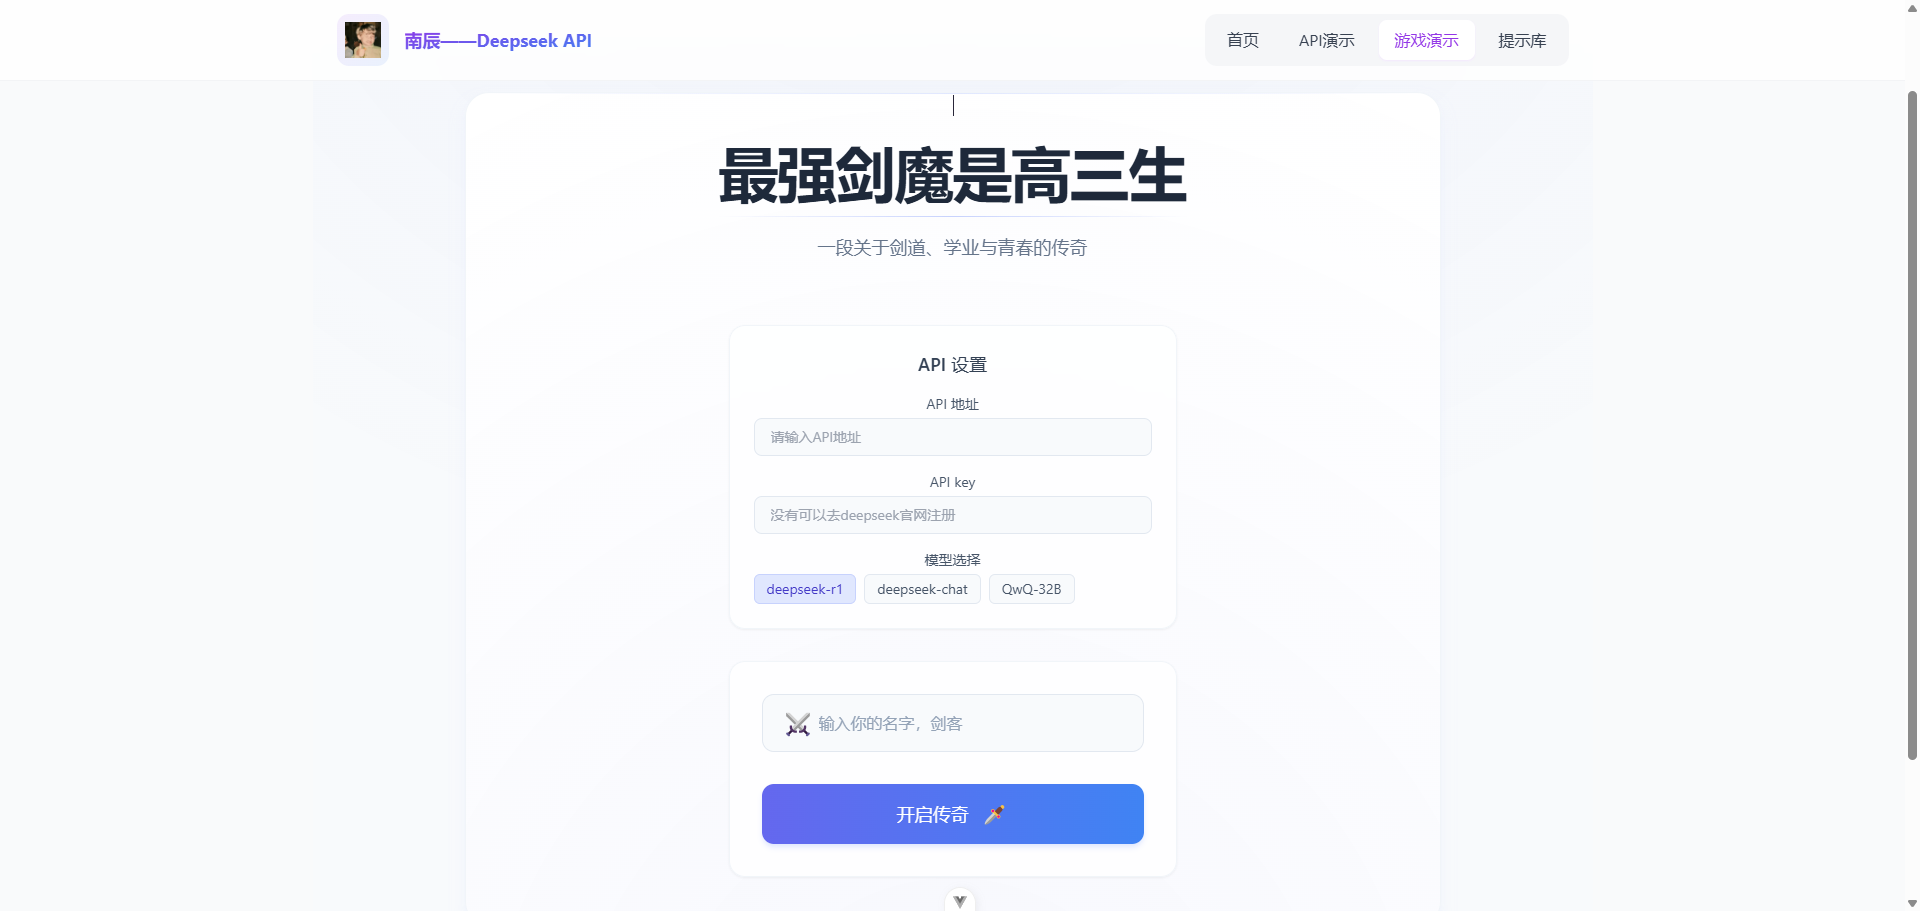 南辰——Deepseek API
首页 API演示 游戏演示 提示库
最强剑魔是高三生
一段关于剑道、学业与青春的传奇
API 设置
API 地址
请输入API地址
API key
没有可以去deepseek官网注册
模型选择
deepseek-r1 deepseek-chat QwQ-32B
输入你的名字，剑客
开启传奇